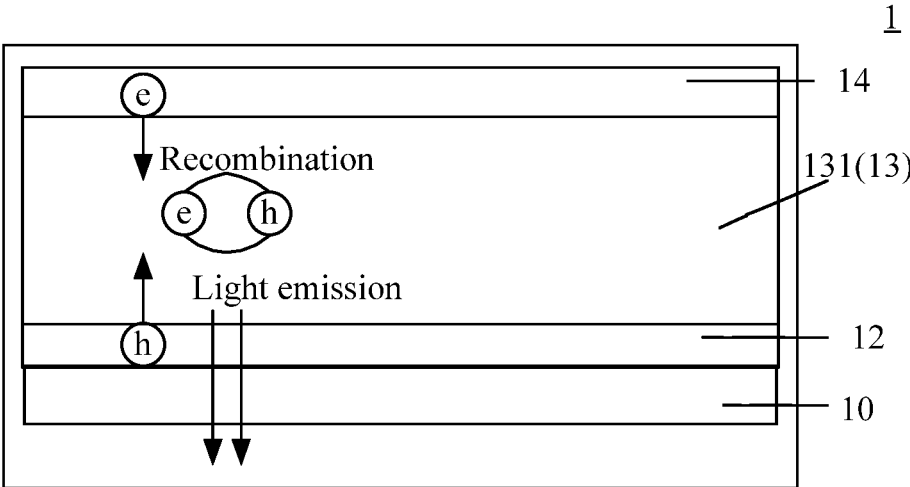 1
14
e
Recombination
131(13)
e h
Light emission
12
h
10